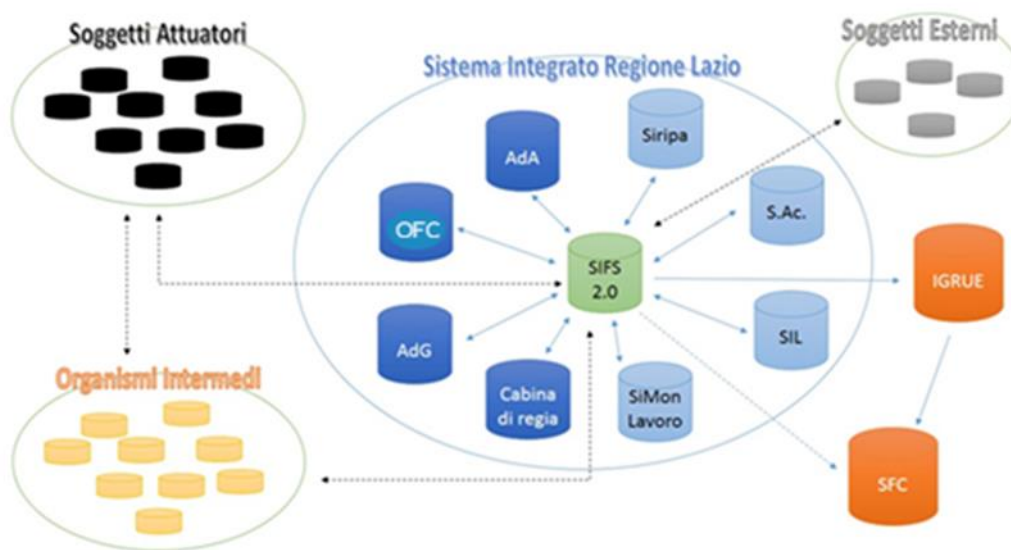 Soggetti Attuatori
Soggetti Esterni
Sistema Integrato Regione Lazio
AdA
Siripa
OFC
S.Ac.
SIFS
2.0
IGRUE
AdG
SIL
Cabina
di regia
SiMon
Lavoro
Organismi Intermedi
SFC